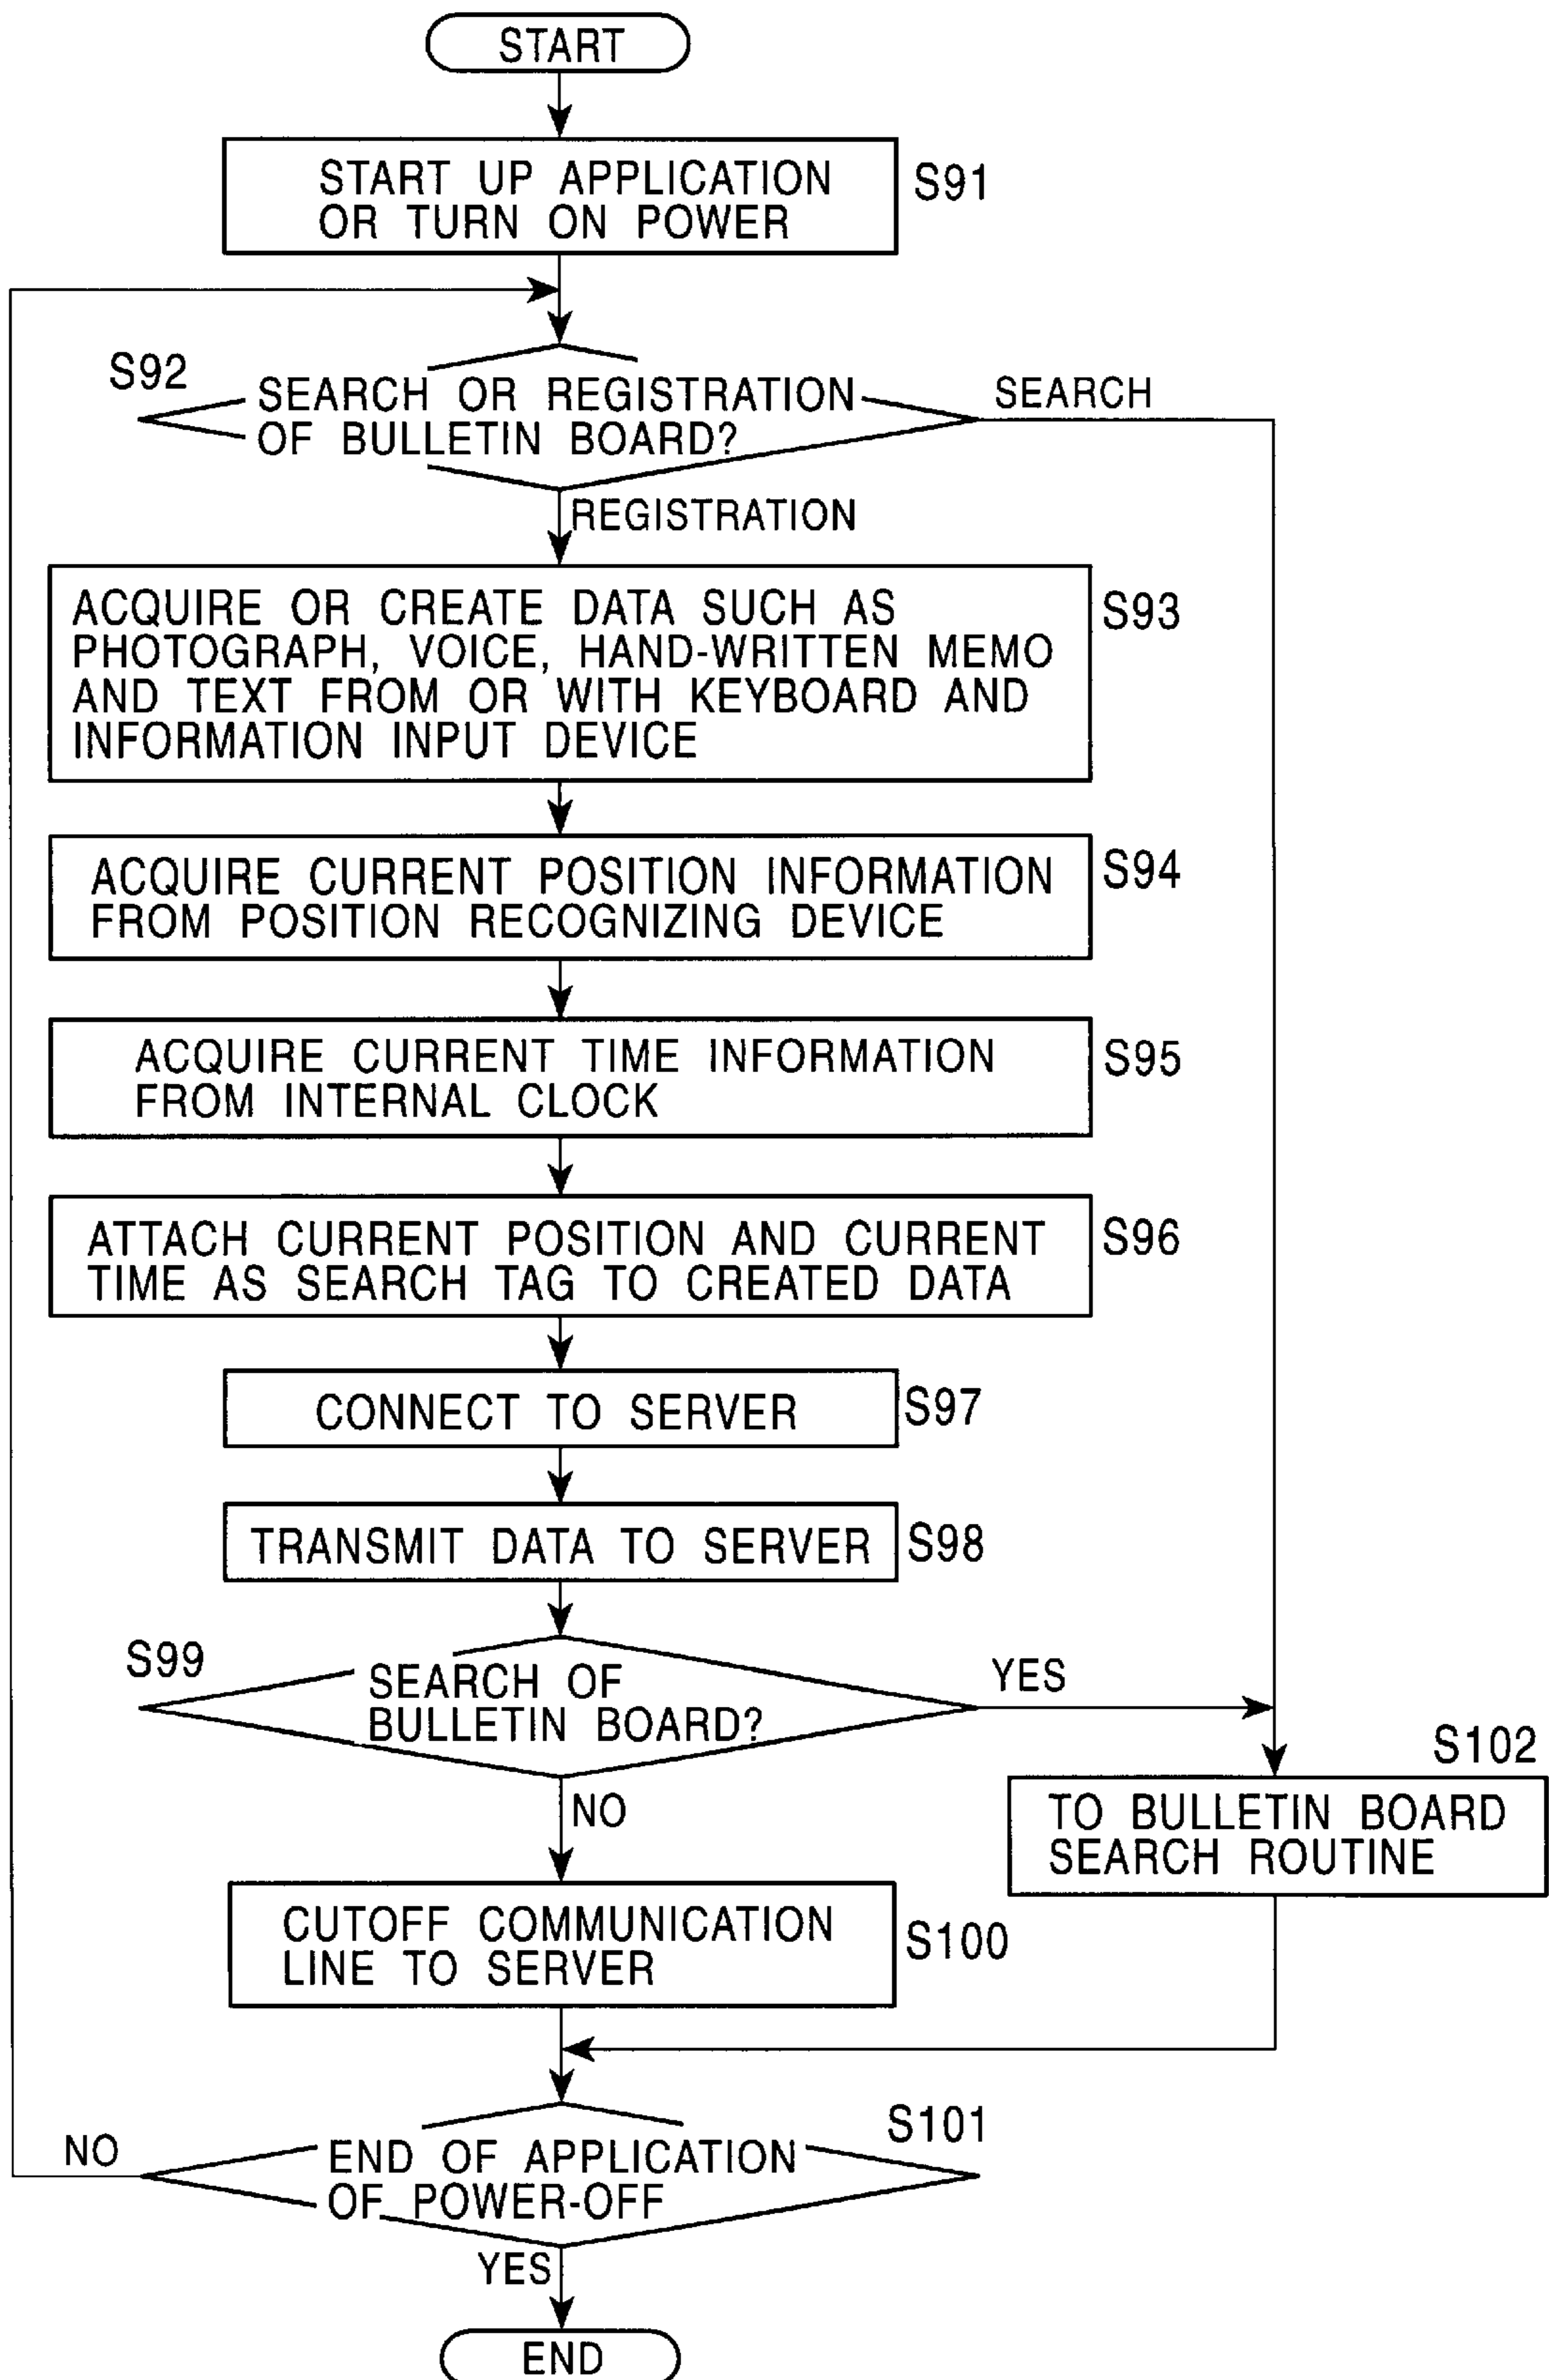 START
START UP APPLICATION
OR TURN ON POWER
S91
S92
SEARCH OR REGISTRATION
OF BULLETIN BOARD?
SEARCH
REGISTRATION
ACQUIRE OR CREATE DATA SUCH AS
PHOTOGRAPH, VOICE, HAND-WRITTEN MEMO
AND TEXT FROM OR WITH KEYBOARD AND
INFORMATION INPUT DEVICE
S93
ACQUIRE CURRENT POSITION INFORMATION
FROM POSITION RECOGNIZING DEVICE
S94
ACQUIRE CURRENT TIME INFORMATION
FROM INTERNAL CLOCK
S95
ATTACH CURRENT POSITION AND CURRENT
TIME AS SEARCH TAG TO CREATED DATA
S96
CONNECT TO SERVER
S97
TRANSMIT DATA TO SERVER
S98
S99
SEARCH OF
BULLETIN BOARD?
YES
NO
S102
TO BULLETIN BOARD
SEARCH ROUTINE
CUTOFF COMMUNICATION
LINE TO SERVER
S100
S101
NO
END OF APPLICATION
OF POWER-OFF
YES
END